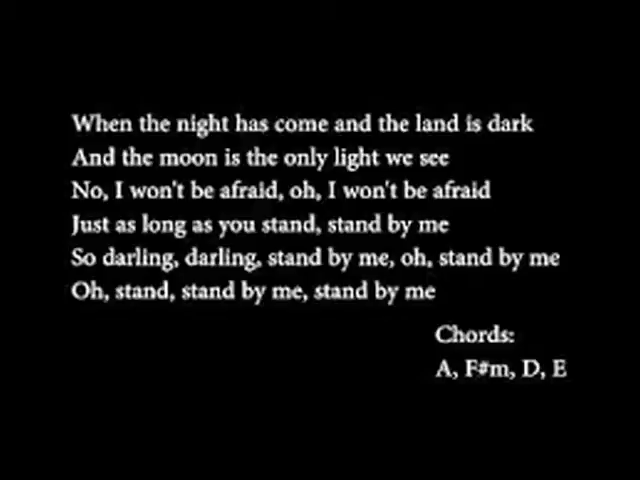 When the night has come and the land is dark
And the moon is the only light we see
No, I won't be afraid, oh, I won't be afraid
Just as long as you stand, stand by me
So darling, darling, stand by me, oh, stand by me
Oh, stand, stand by me, stand by me
Chords:
A, F#m, D, E